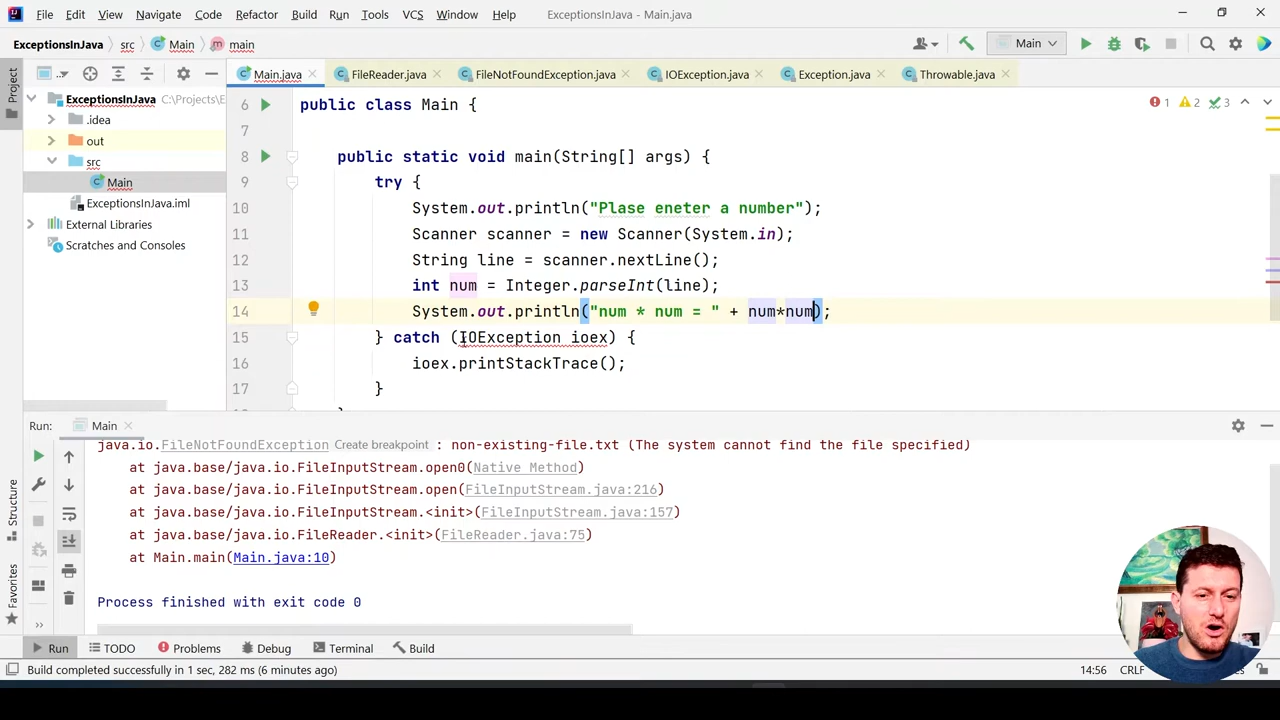 File Edit View Navigate Code Refactor Build Run Tools VCS Window Help ExceptionsInJava - Main.java
ExceptionsInJava src Main main Main
Project
Main.java FileReader.java FileNotFoundException.java IOException.java Exception.java Throwable.java
ExceptionsInJava C:\Projects\E
.idea
out
src
Main
ExceptionsInJava.iml
External Libraries
Scratches and Consoles
1 2 3
6 public class Main {
7
8 public static void main(String[] args) {
9 try {
10 System.out.println("Plase eneter a number");
11 Scanner scanner = new Scanner(System.in);
12 String line = scanner.nextLine();
13 int num = Integer.parseInt(line);
14 System.out.println("num * num = " + num*num);
15 } catch (IOException ioex) {
16 ioex.printStackTrace();
17 }
Run: Main
java.io.FileNotFoundException Create breakpoint : non-existing-file.txt (The system cannot find the file specified)
at java.base/java.io.FileInputStream.open0(Native Method)
at java.base/java.io.FileInputStream.open(FileInputStream.java:216)
at java.base/java.io.FileInputStream.<init>(FileInputStream.java:157)
at java.base/java.io.FileReader.<init>(FileReader.java:75)
at Main.main(Main.java:10)
Process finished with exit code 0
Structure
Favorites
Run TODO Problems Debug Terminal Build
Build completed successfully in 1 sec, 282 ms (6 minutes ago) 14:56 CRLF